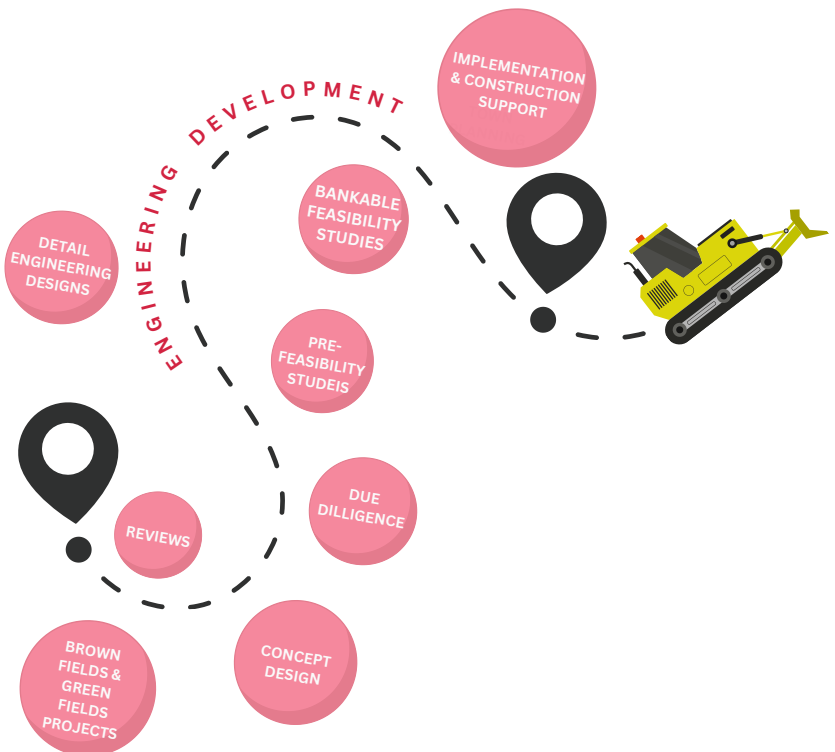 IMPLEMENTATION
& CONSTRUCTION
SUPPORT
ENGINEERING DEVELOPMENT
BANKABLE
FEASIBILITY
STUDIES
DETAIL
ENGINEERING
DESIGNS
PRE-
FEASIBILITY
STUDEIS
DUE
DILLIGENCE
REVIEWS
CONCEPT
DESIGN
BROWN
FIELDS &
GREEN
FIELDS
PROJECTS